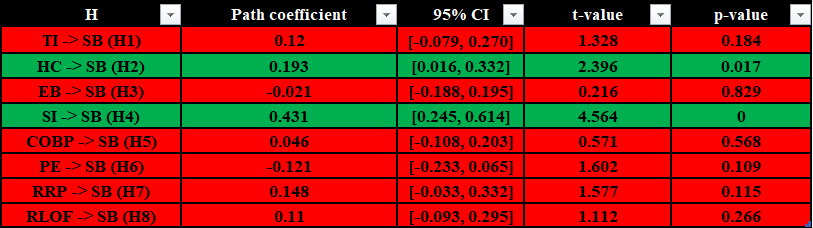 H Path coefficient 95% CI t-value p-value
TI -> SB (H1) 0.12 [-0.079, 0.270] 1.328 0.184
HC -> SB (H2) 0.193 [0.016, 0.332] 2.396 0.017
EB -> SB (H3) -0.021 [-0.188, 0.195] 0.216 0.829
SI -> SB (H4) 0.431 [0.245, 0.614] 4.564 0
COBP -> SB (H5) 0.046 [-0.108, 0.203] 0.571 0.568
PE -> SB (H6) -0.121 [-0.233, 0.065] 1.602 0.109
RRP -> SB (H7) 0.148 [-0.033, 0.332] 1.577 0.115
RLOF -> SB (H8) 0.11 [-0.093, 0.295] 1.112 0.266